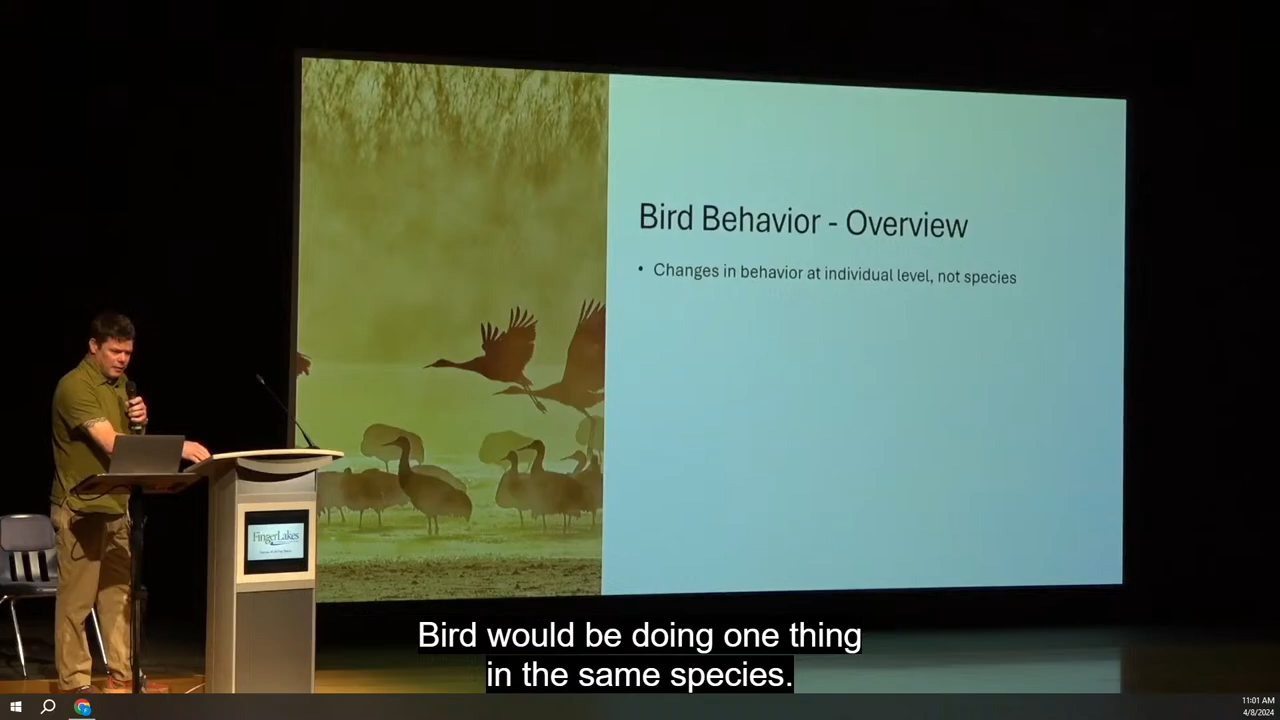 Bird Behavior - Overview
• Changes in behavior at individual level, not species
FingerLakes
Bird would be doing one thing
in the same species.
11:01 AM
4/8/2024